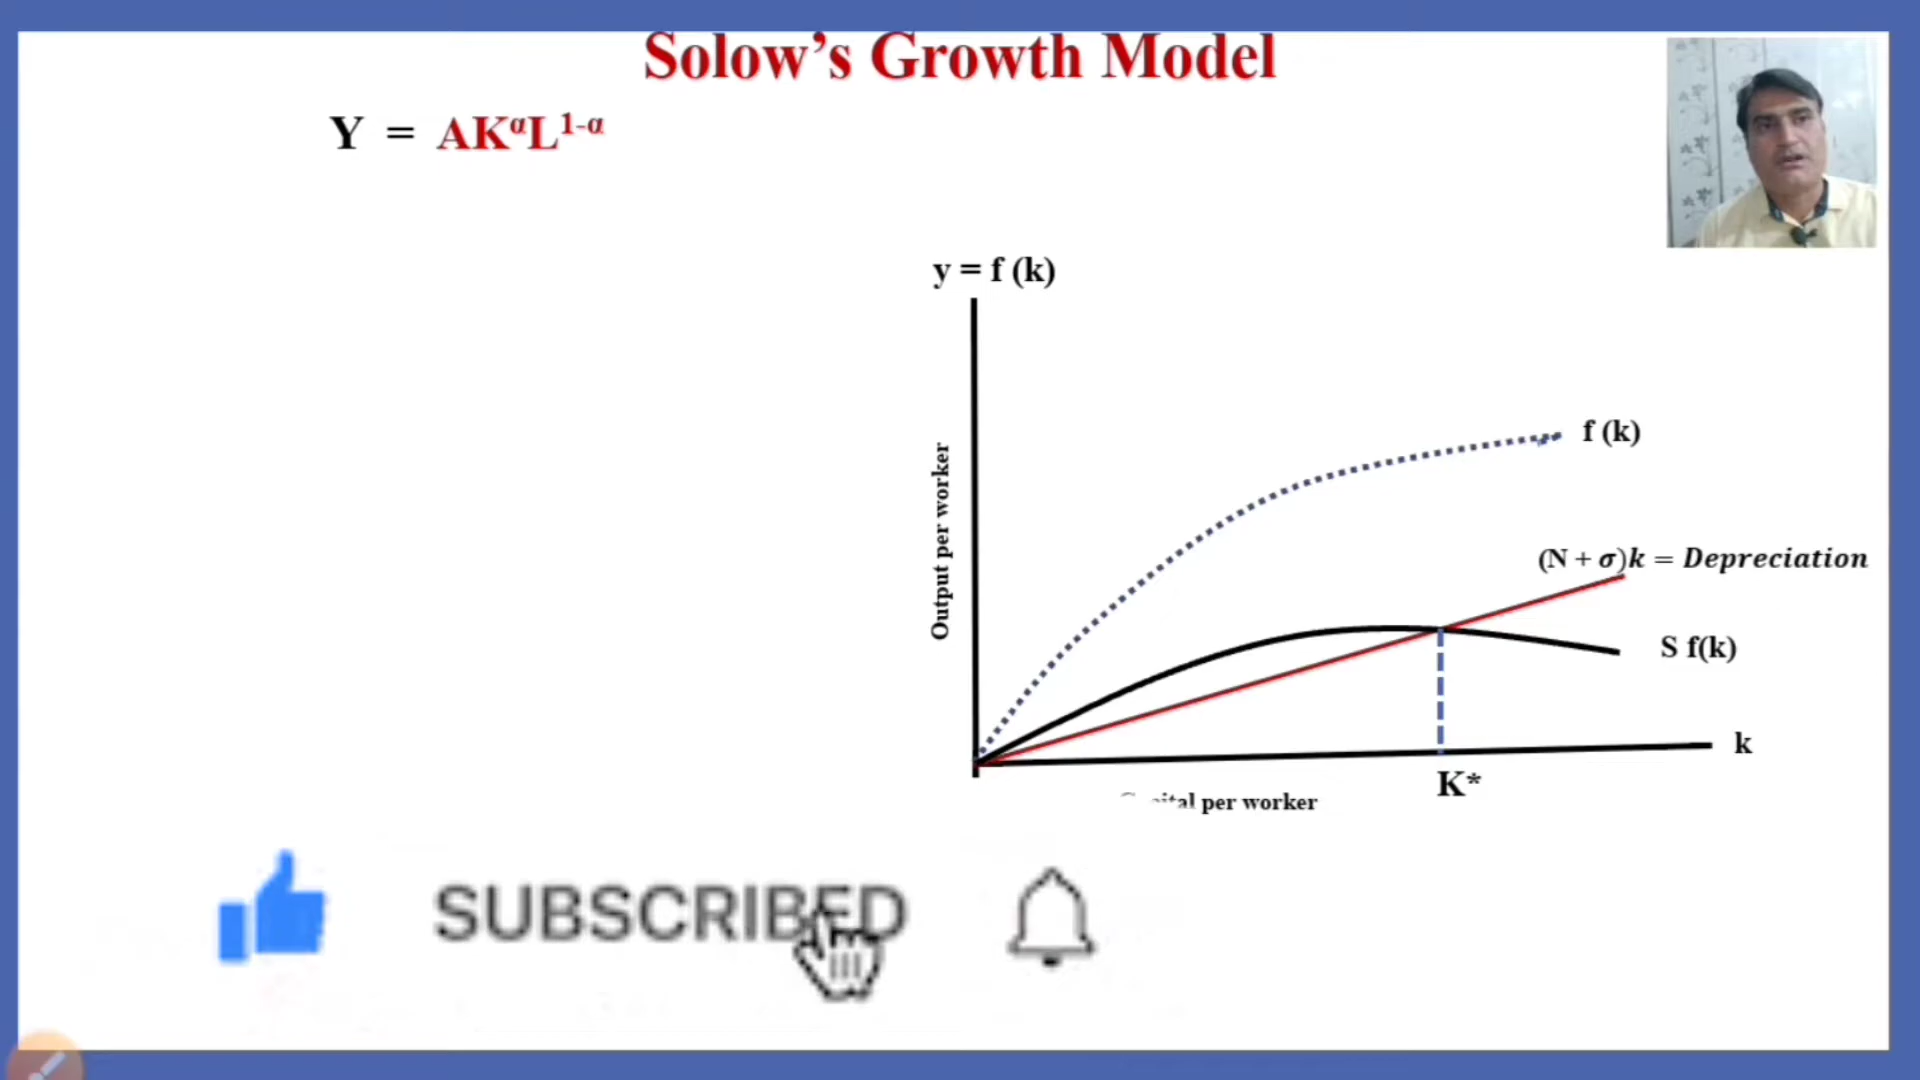 Solow’s Growth Model
Y = AKᵅL¹⁻ᵅ
y = f (k)
Output per worker
f (k)
(N + σ)k = Depreciation
S f(k)
k
K*
per worker
SUBSCRIBED